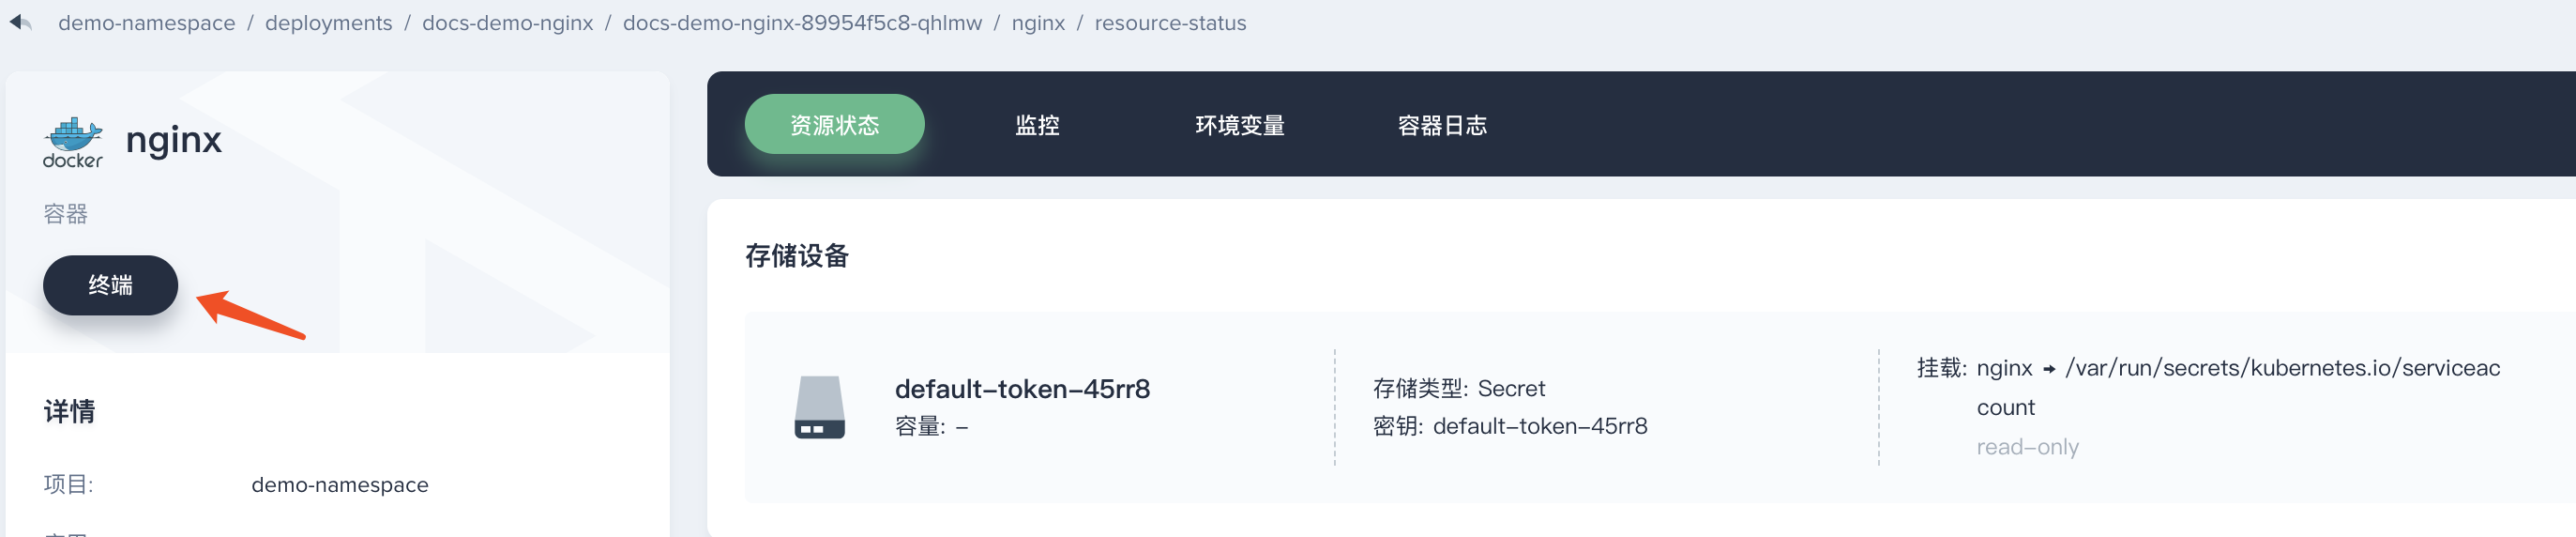 demo-namespace / deployments / docs-demo-nginx / docs-demo-nginx-89954f5c8-qhlmw / nginx / resource-status
docker
nginx
容器
终端
详情
项目: demo-namespace
资源状态 监控 环境变量 容器日志
存储设备
default-token-45rr8
容量: -
存储类型: Secret
密钥: default-token-45rr8
挂载: nginx → /var/run/secrets/kubernetes.io/serviceac
count
read-only